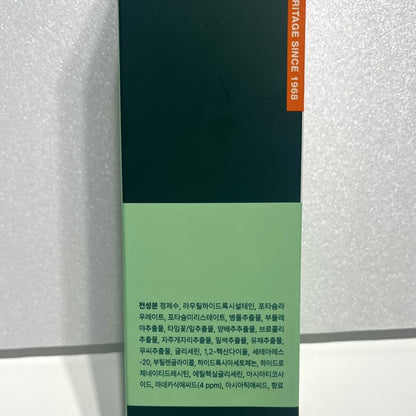 RITAGE SINCE 1968
전성분 정제수, 라우릴하이드록시설테인, 포타슘라
우레이트, 포타슘미리스테이트, 병풀추출물, 부들레
야추출물, 타임꽃/잎추출물, 양배추추출물, 브로콜리
추출물, 자주개자리추출물, 밀싹추출물, 유채추출물,
무씨추출물, 글리세린, 1,2-헥산다이올, 세테아레스
-20, 부틸렌글라이콜, 하이드록시아세토페논, 하이드로
제네이티드레시틴, 에틸헥실글리세린, 아시아티코사
이드, 마데카식애씨드(4 ppm), 아시아틱애씨드, 향료